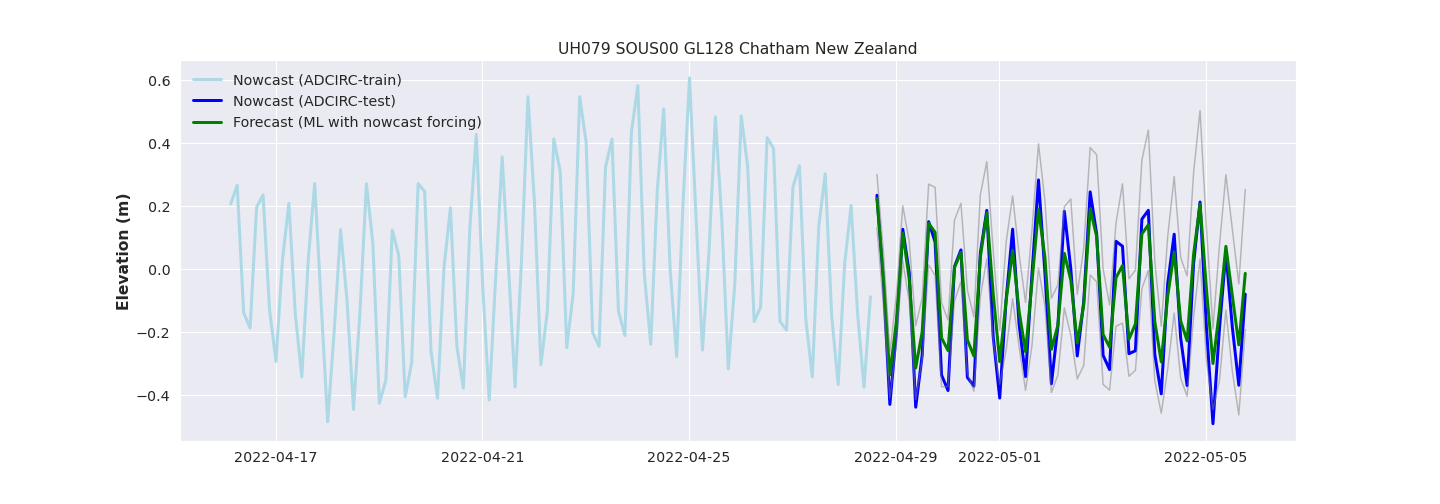 UH079 SOUS00 GL128 Chatham New Zealand
Nowcast (ADCIRC-train)
Nowcast (ADCIRC-test)
Forecast (ML with nowcast forcing)
Elevation (m)
0.6
0.4
0.2
0.0
−0.2
−0.4
2022-04-17 2022-04-21 2022-04-25 2022-04-29 2022-05-01 2022-05-05